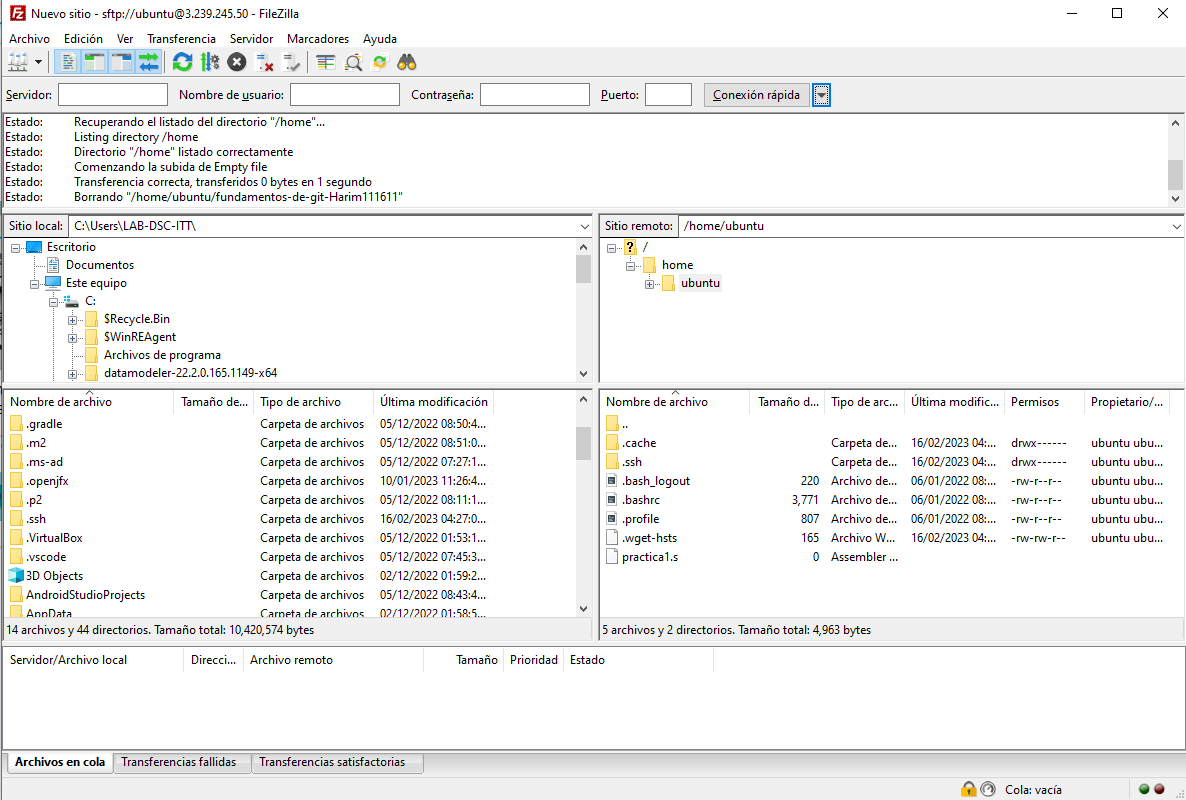 Nuevo sitio - sftp://ubuntu@3.239.245.50 - FileZilla
Archivo Edición Ver Transferencia Servidor Marcadores Ayuda
Servidor: Nombre de usuario: Contraseña: Puerto: Conexión rápida
Estado: Recuperando el listado del directorio "/home"...
Estado: Listing directory /home
Estado: Directorio "/home" listado correctamente
Estado: Comenzando la subida de Empty file
Estado: Transferencia correcta, transferidos 0 bytes en 1 segundo
Estado: Borrando "/home/ubuntu/fundamentos-de-git-Harim111611"
Sitio local: C:\Users\LAB-DSC-ITT\
Escritorio
Documentos
Este equipo
C:
$Recycle.Bin
$WinREAgent
Archivos de programa
datamodeler-22.2.0.165.1149-x64
Sitio remoto: /home/ubuntu
/
home
ubuntu
Nombre de archivo Tamaño de... Tipo de archivo Última modificación
.gradle Carpeta de archivos 05/12/2022 08:50:4...
.m2 Carpeta de archivos 05/12/2022 08:51:0...
.ms-ad Carpeta de archivos 05/12/2022 07:27:1...
.openjfx Carpeta de archivos 10/01/2023 11:26:4...
.p2 Carpeta de archivos 05/12/2022 08:11:1...
.ssh Carpeta de archivos 16/02/2023 04:27:0...
.VirtualBox Carpeta de archivos 05/12/2022 01:53:1...
.vscode Carpeta de archivos 05/12/2022 07:45:3...
3D Objects Carpeta de archivos 02/12/2022 01:59:2...
AndroidStudioProjects Carpeta de archivos 05/12/2022 08:43:4...
AppData Carpeta de archivos 02/12/2022 01:58:5...
14 archivos y 44 directorios. Tamaño total: 10,420,574 bytes
Nombre de archivo Tamaño d... Tipo de arc... Última modific... Permisos Propietario/...
..
.cache Carpeta de... 16/02/2023 04:... drwx------ ubuntu ubu...
.ssh Carpeta de... 16/02/2023 04:... drwx------ ubuntu ubu...
.bash_logout 220 Archivo de... 06/01/2022 08:... -rw-r--r-- ubuntu ubu...
.bashrc 3,771 Archivo de... 06/01/2022 08:... -rw-r--r-- ubuntu ubu...
.profile 807 Archivo de... 06/01/2022 08:... -rw-r--r-- ubuntu ubu...
.wget-hsts 165 Archivo W... 16/02/2023 04:... -rw-rw-r-- ubuntu ubu...
practica1.s 0 Assembler ...
5 archivos y 2 directorios. Tamaño total: 4,963 bytes
Servidor/Archivo local Direcci... Archivo remoto Tamaño Prioridad Estado
Archivos en cola Transferencias fallidas Transferencias satisfactorias
Cola: vacía